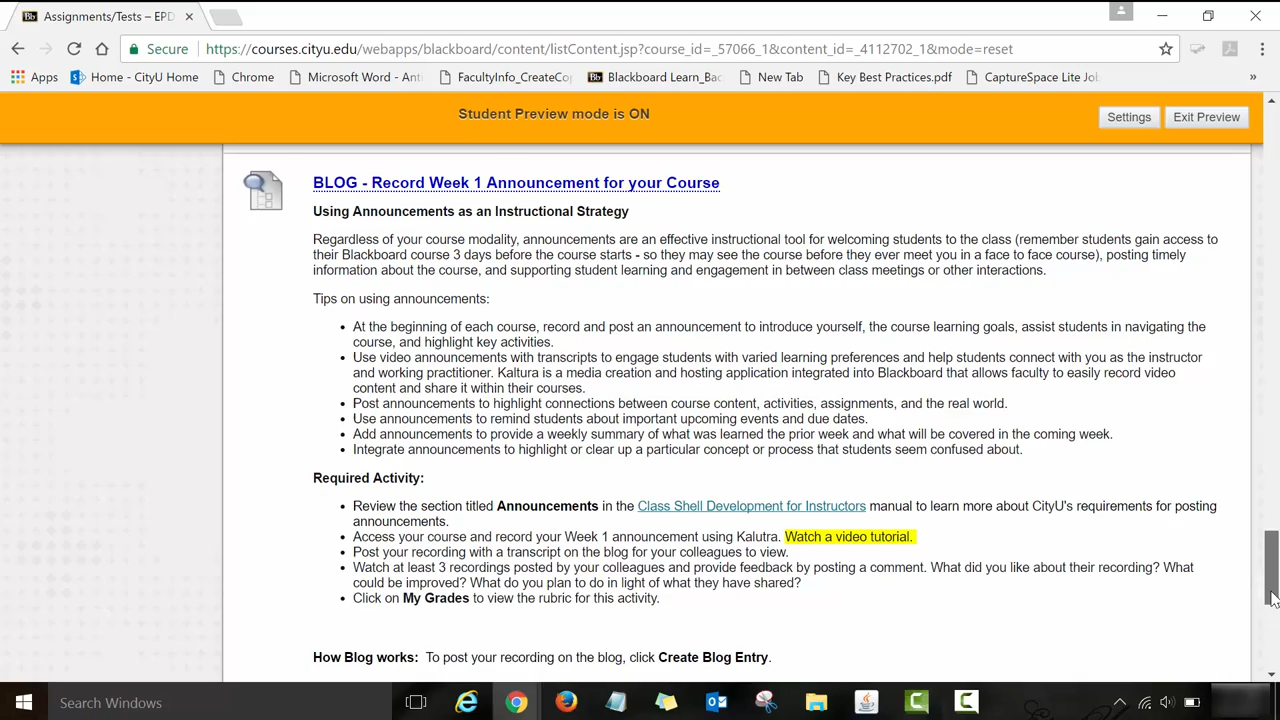 Assignments/Tests – EPD
Secure https://courses.cityu.edu/webapps/blackboard/content/listContent.jsp?course_id=_57066_1&content_id=_4112702_1&mode=reset
Apps Home - CityU Home Chrome Microsoft Word - Anti FacultyInfo_CreateCo Blackboard Learn_Bac New Tab Key Best Practices.pdf CaptureSpace Lite Jo »
Student Preview mode is ON
Settings Exit Preview
BLOG - Record Week 1 Announcement for your Course
Using Announcements as an Instructional Strategy
Regardless of your course modality, announcements are an effective instructional tool for welcoming students to the class (remember students gain access to
their Blackboard course 3 days before the course starts - so they may see the course before they ever meet you in a face to face course), posting timely
information about the course, and supporting student learning and engagement in between class meetings or other interactions.
Tips on using announcements:
• At the beginning of each course, record and post an announcement to introduce yourself, the course learning goals, assist students in navigating the
course, and highlight key activities.
• Use video announcements with transcripts to engage students with varied learning preferences and help students connect with you as the instructor
and working practitioner. Kaltura is a media creation and hosting application integrated into Blackboard that allows faculty to easily record video
content and share it within their courses.
• Post announcements to highlight connections between course content, activities, assignments, and the real world.
• Use announcements to remind students about important upcoming events and due dates.
• Add announcements to provide a weekly summary of what was learned the prior week and what will be covered in the coming week.
• Integrate announcements to highlight or clear up a particular concept or process that students seem confused about.
Required Activity:
• Review the section titled Announcements in the Class Shell Development for Instructors manual to learn more about CityU's requirements for posting
announcements.
• Access your course and record your Week 1 announcement using Kalutra. Watch a video tutorial.
• Post your recording with a transcript on the blog for your colleagues to view.
• Watch at least 3 recordings posted by your colleagues and provide feedback by posting a comment. What did you like about their recording? What
could be improved? What do you plan to do in light of what they have shared?
• Click on My Grades to view the rubric for this activity.
How Blog works: To post your recording on the blog, click Create Blog Entry.
Search Windows